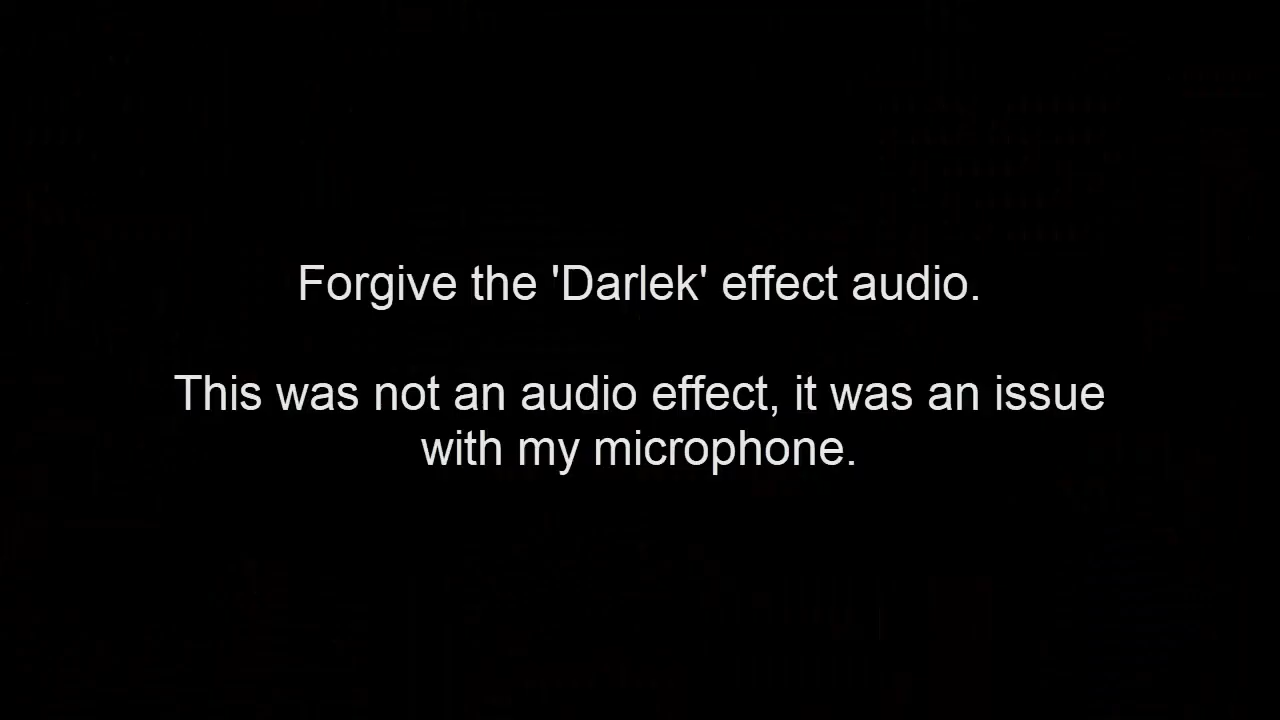 Forgive the 'Darlek' effect audio.
This was not an audio effect, it was an issue
with my microphone.